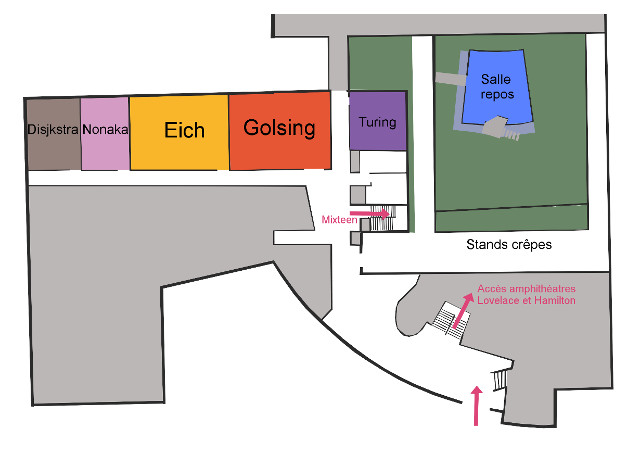 Salle
repos
Disjkstra
Nonaka
Eich
Golsing
Turing
Mixteen
Stands crêpes
Accès amphithéatres
Lovelace et Hamilton